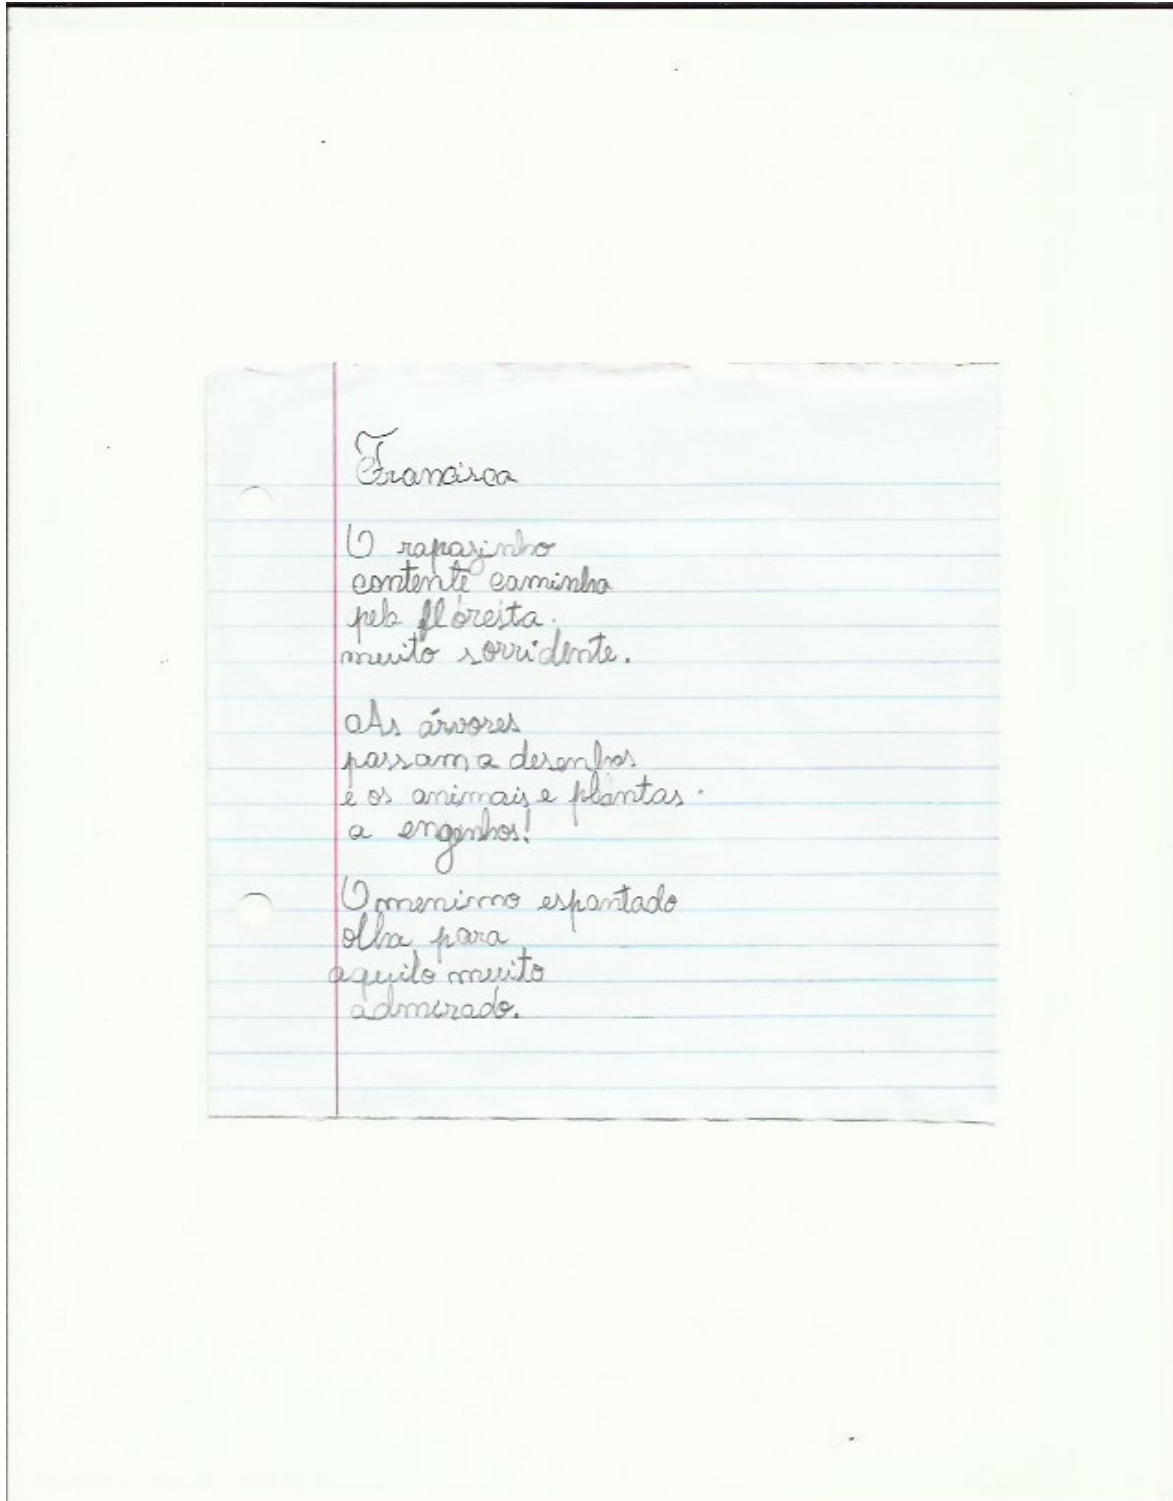 Francisca
O rapazinho
contente caminha
pela floresta.
muito sorridente.
As árvores
passam a desenhos
e os animais e plantas.
a engenhos!
O menino espantado
olha para
aquilo muito
admirado.